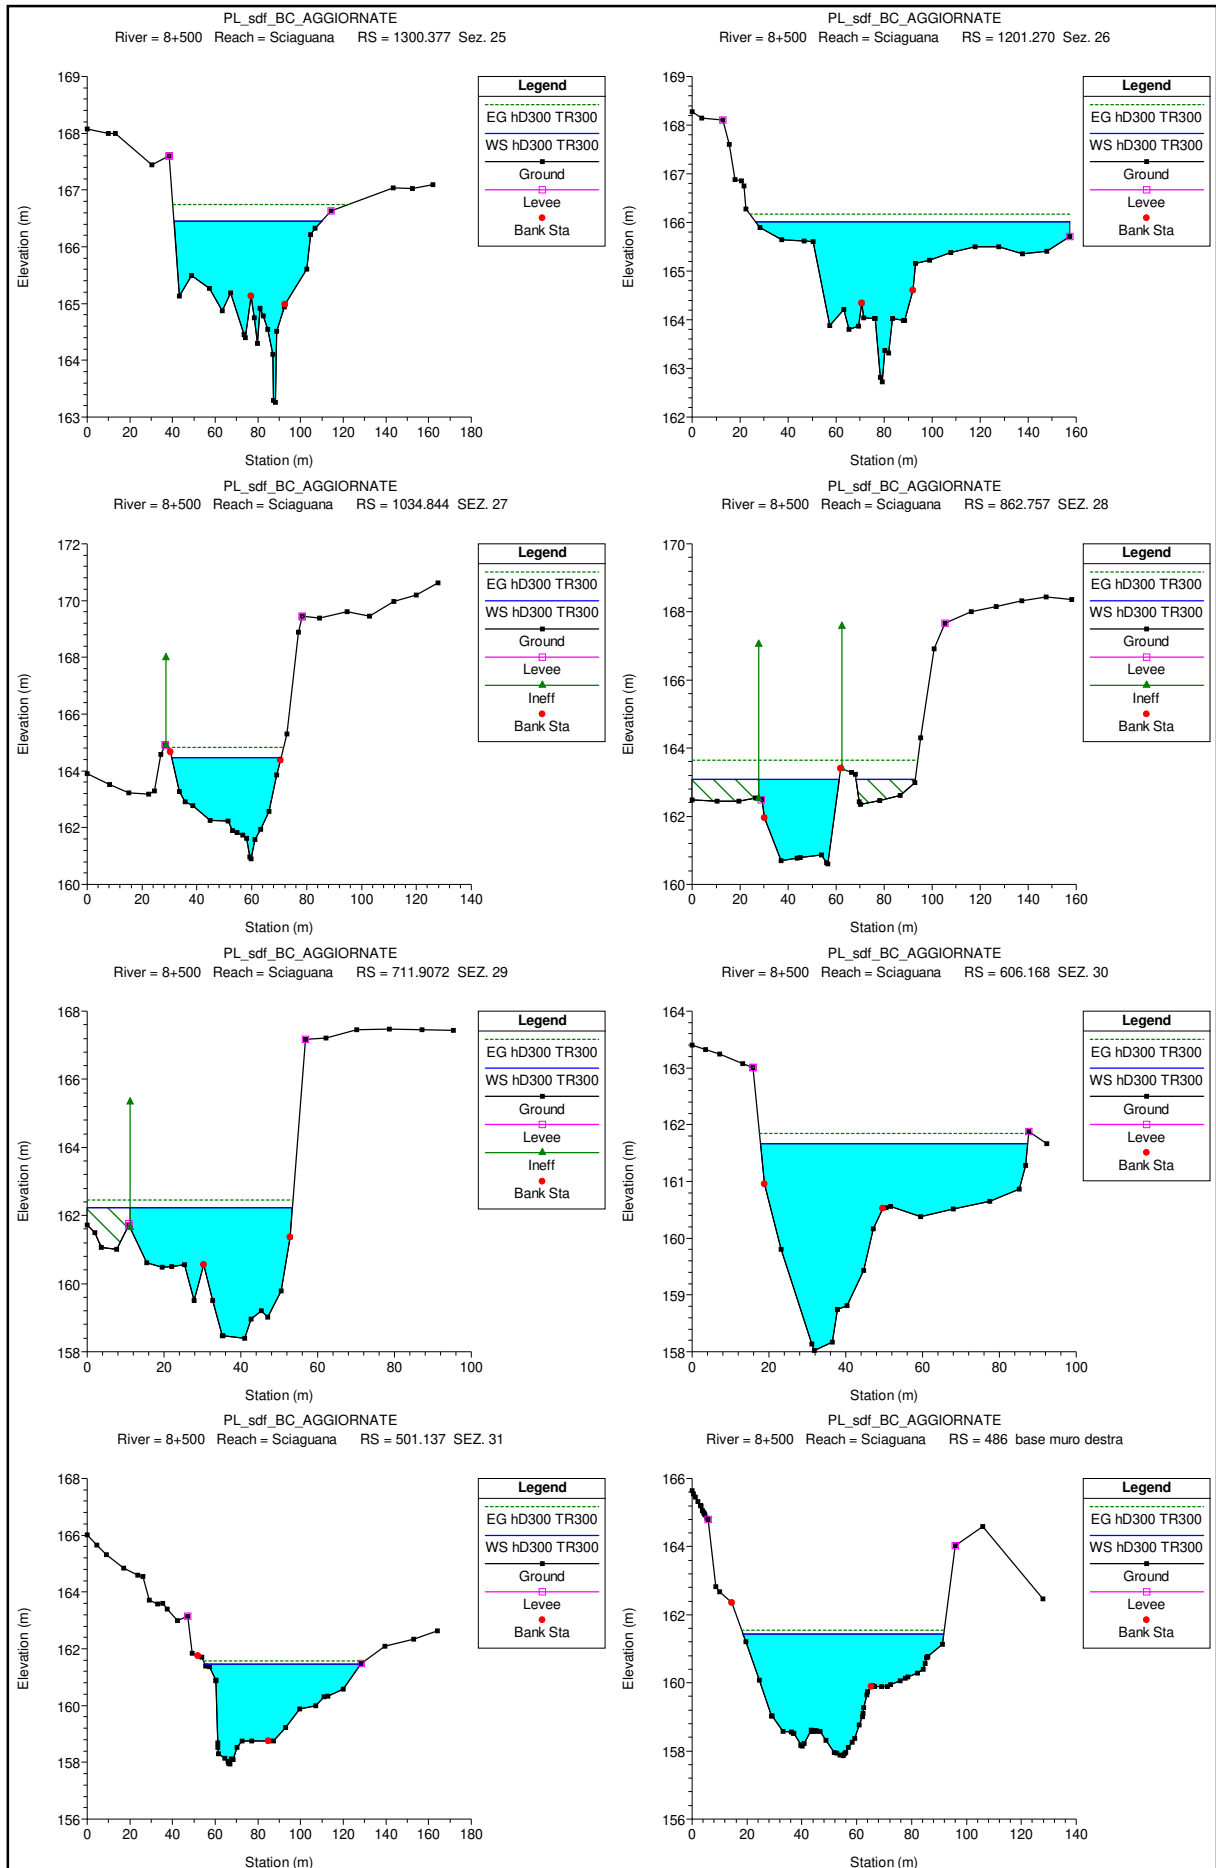 PL_sdf_BC_AGGIORNATE
River = 8+500 Reach = Sciaguana RS = 1300.377 Sez. 25
Elevation (m)
169
168
167
166
165
164
163
0 20 40 60 80 100 120 140 160 180
Station (m)
Legend
EG hD300 TR300
WS hD300 TR300
Ground
Levee
Bank Sta
PL_sdf_BC_AGGIORNATE
River = 8+500 Reach = Sciaguana RS = 1201.270 Sez. 26
Elevation (m)
169
168
167
166
165
164
163
162
0 20 40 60 80 100 120 140 160
Station (m)
Legend
EG hD300 TR300
WS hD300 TR300
Ground
Levee
Bank Sta
PL_sdf_BC_AGGIORNATE
River = 8+500 Reach = Sciaguana RS = 1034.844 SEZ. 27
Elevation (m)
172
170
168
166
164
162
160
0 20 40 60 80 100 120 140
Station (m)
Legend
EG hD300 TR300
WS hD300 TR300
Ground
Levee
Ineff
Bank Sta
PL_sdf_BC_AGGIORNATE
River = 8+500 Reach = Sciaguana RS = 862.757 SEZ. 28
Elevation (m)
170
168
166
164
162
160
0 20 40 60 80 100 120 140 160
Station (m)
Legend
EG hD300 TR300
WS hD300 TR300
Ground
Levee
Ineff
Bank Sta
PL_sdf_BC_AGGIORNATE
River = 8+500 Reach = Sciaguana RS = 711.9072 SEZ. 29
Elevation (m)
168
166
164
162
160
158
0 20 40 60 80 100
Station (m)
Legend
EG hD300 TR300
WS hD300 TR300
Ground
Levee
Ineff
Bank Sta
PL_sdf_BC_AGGIORNATE
River = 8+500 Reach = Sciaguana RS = 606.168 SEZ. 30
Elevation (m)
164
163
162
161
160
159
158
0 20 40 60 80 100
Station (m)
Legend
EG hD300 TR300
WS hD300 TR300
Ground
Levee
Bank Sta
PL_sdf_BC_AGGIORNATE
River = 8+500 Reach = Sciaguana RS = 501.137 SEZ. 31
Elevation (m)
168
166
164
162
160
158
156
0 20 40 60 80 100 120 140 160 180
Station (m)
Legend
EG hD300 TR300
WS hD300 TR300
Ground
Levee
Bank Sta
PL_sdf_BC_AGGIORNATE
River = 8+500 Reach = Sciaguana RS = 486 base muro destra
Elevation (m)
166
164
162
160
158
156
0 20 40 60 80 100 120 140
Station (m)
Legend
EG hD300 TR300
WS hD300 TR300
Ground
Levee
Bank Sta